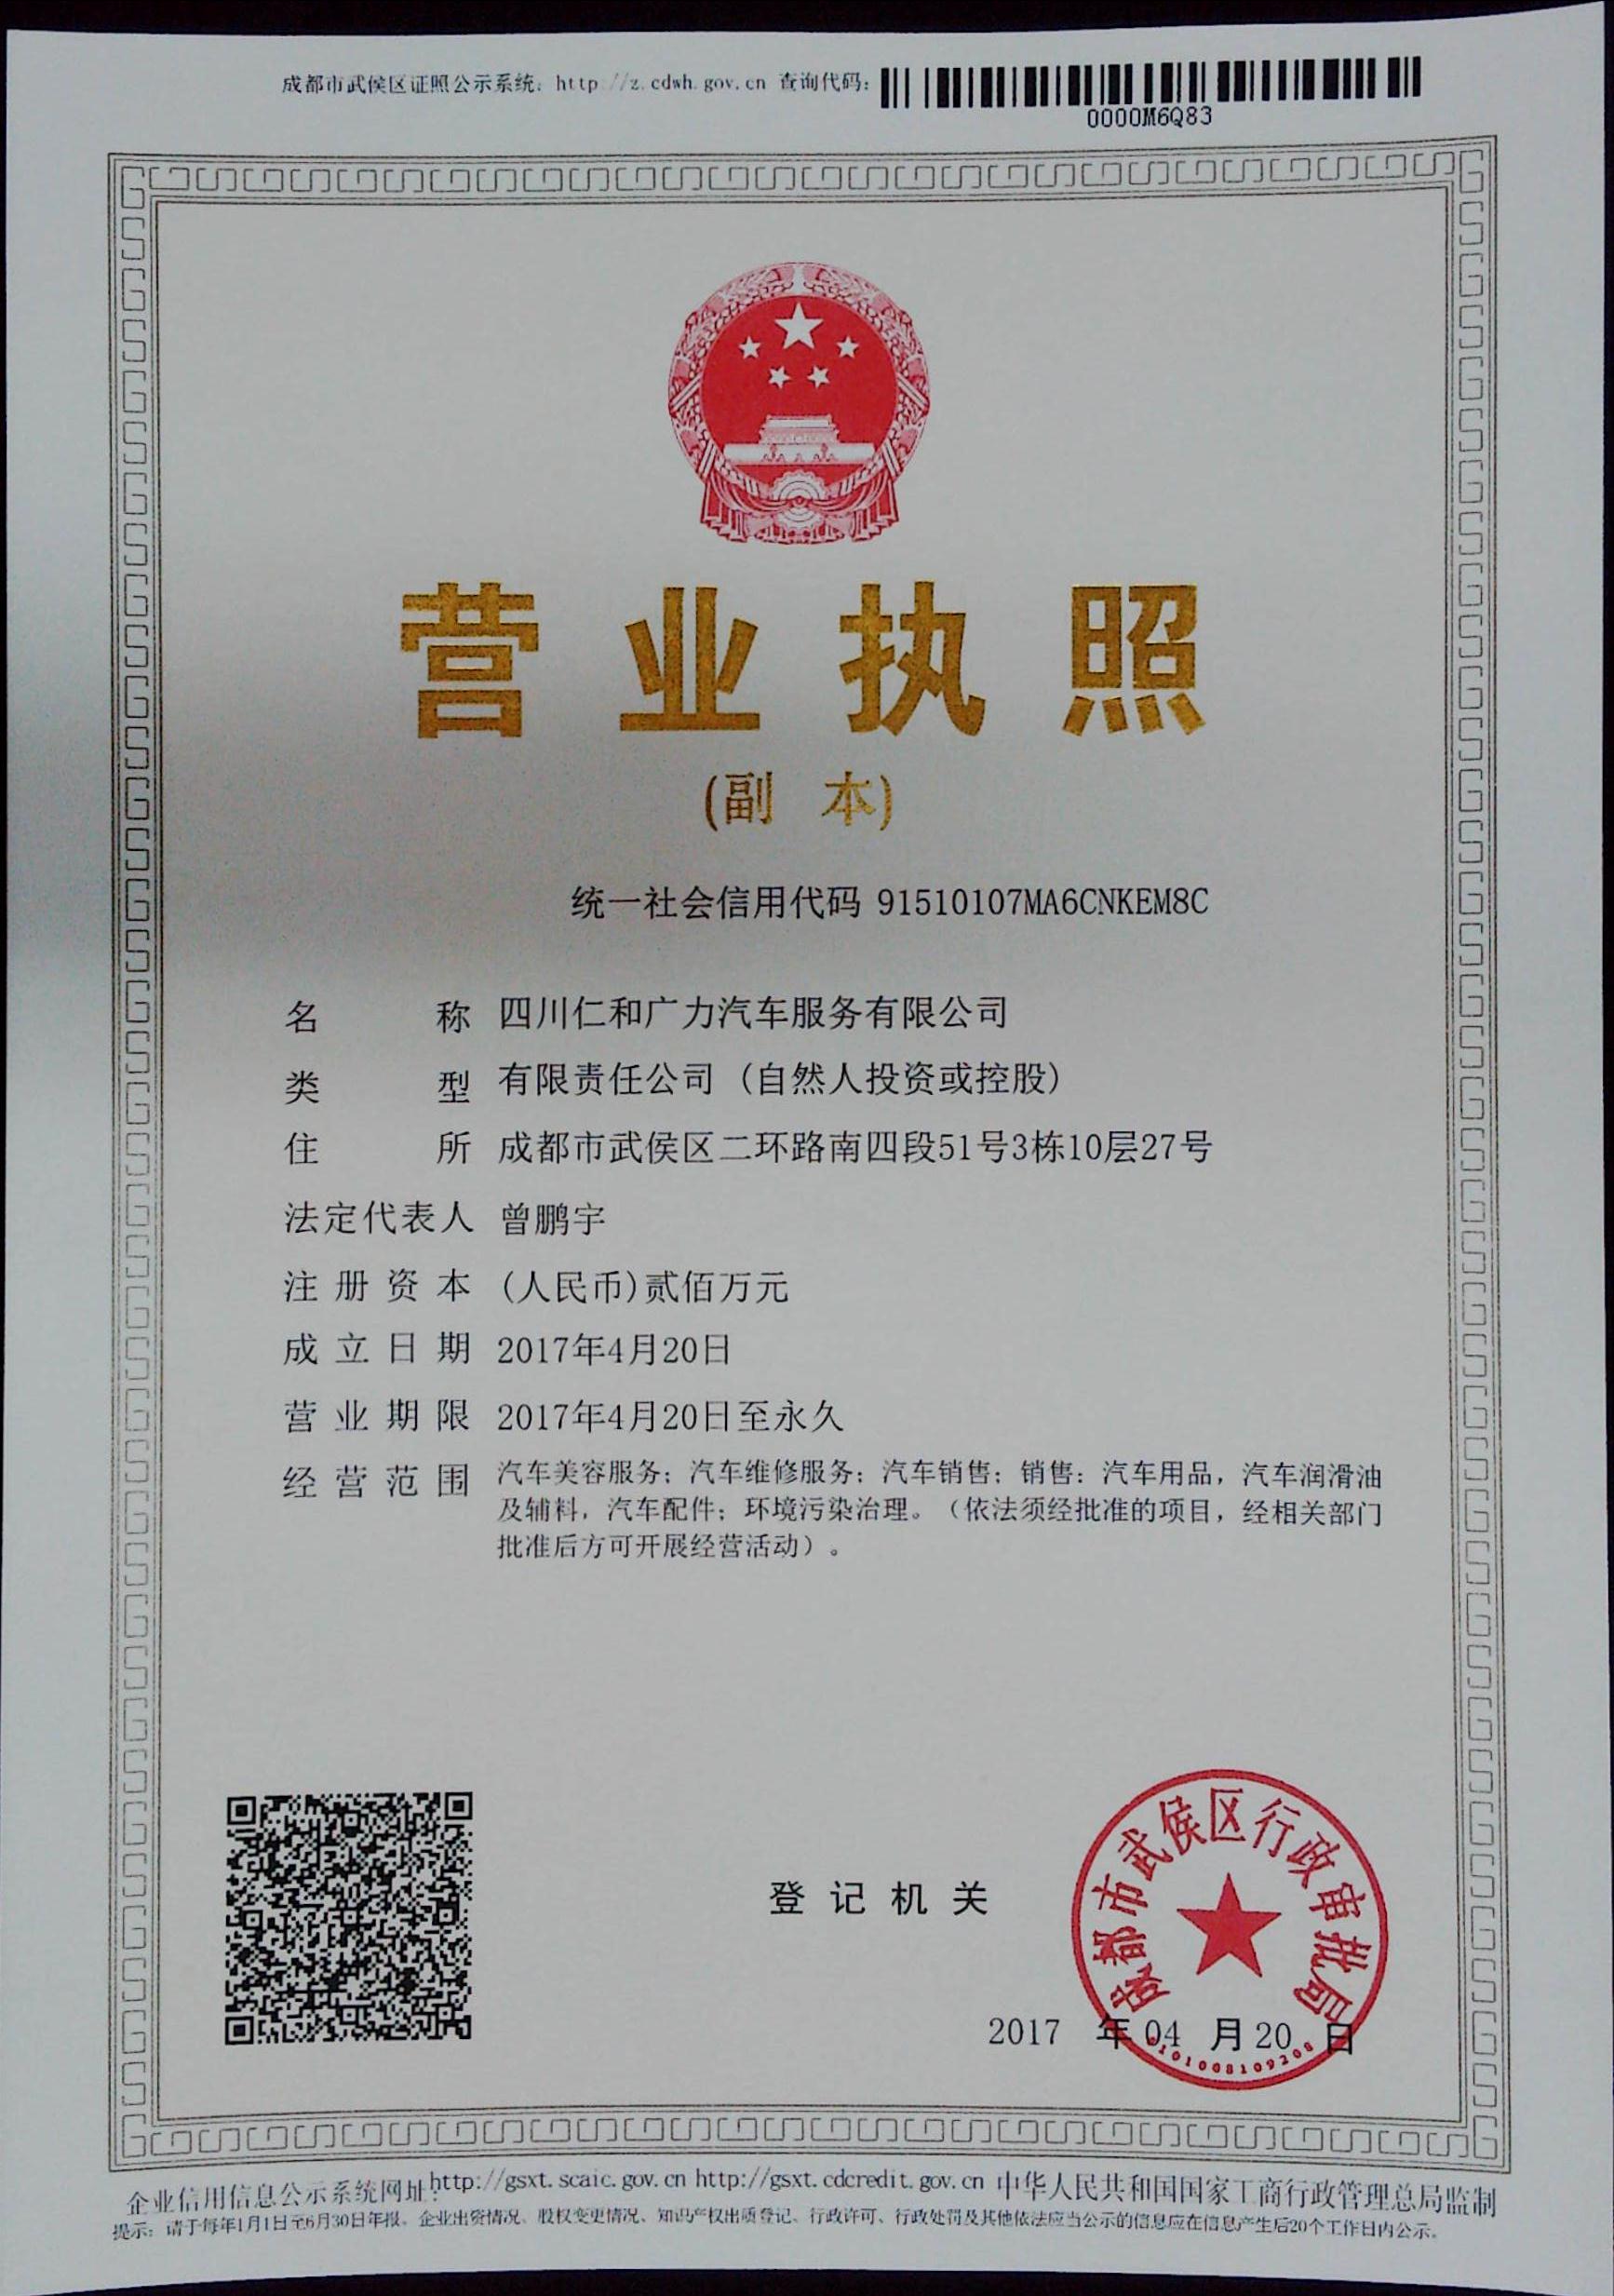 成都市武侯区证照公示系统：http://z.cdwh.gov.cn 查询代码：
0000M6Q83
营业执照
(副 本)
统一社会信用代码 91510107MA6CNKEM8C
名 称 四川仁和广力汽车服务有限公司
类 型 有限责任公司（自然人投资或控股）
住 所 成都市武侯区二环路南四段51号3栋10层27号
法定代表人 曾鹏宇
注册资本 (人民币)贰佰万元
成立日期 2017年4月20日
营业期限 2017年4月20日至永久
经营范围 汽车美容服务；汽车维修服务；汽车销售；销售：汽车用品，汽车润滑油
及辅料，汽车配件；环境污染治理。（依法须经批准的项目，经相关部门
批准后方可开展经营活动）。
成都市武侯区行政审批局
登记机关
2017 年 04 月 20 日
5101008109208
企业信用信息公示系统网址：http://gsxt.scaic.gov.cn http://gsxt.cdcredit.gov.cn 中华人民共和国国家工商行政管理总局监制
提示：请于每年1月1日至6月30日年报。企业出资情况、股权变更情况、知识产权出质登记、行政许可、行政处罚及其他依法应当公示的信息应在信息产生后20个工作日内公示。